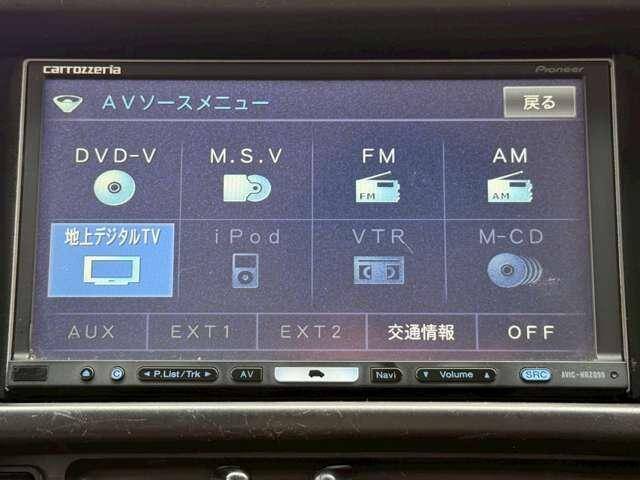 carrozzeria Pioneer
AVソースメニュー 戻る
DVD-V M.S.V FM AM
FM AM
地上デジタルTV iPod VTR M-CD
AUX EXT1 EXT2 交通情報 OFF
C P.List/Trk AV Navi Volume SRC AVIC-HRZ099